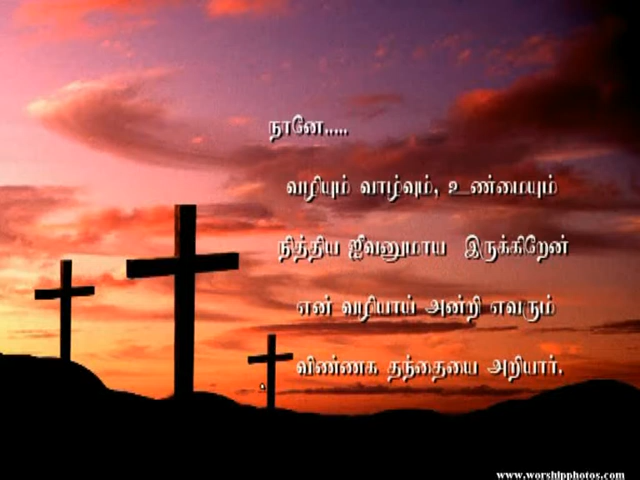 நானே.....
வழியும் வாழ்வும், உண்மையும்
நித்திய ஜீவனுமாய இருக்கிறேன்
என் வழியாய் அன்றி எவரும்
விண்ணக தந்தையை அறியார்.
www.worshipphotos.com